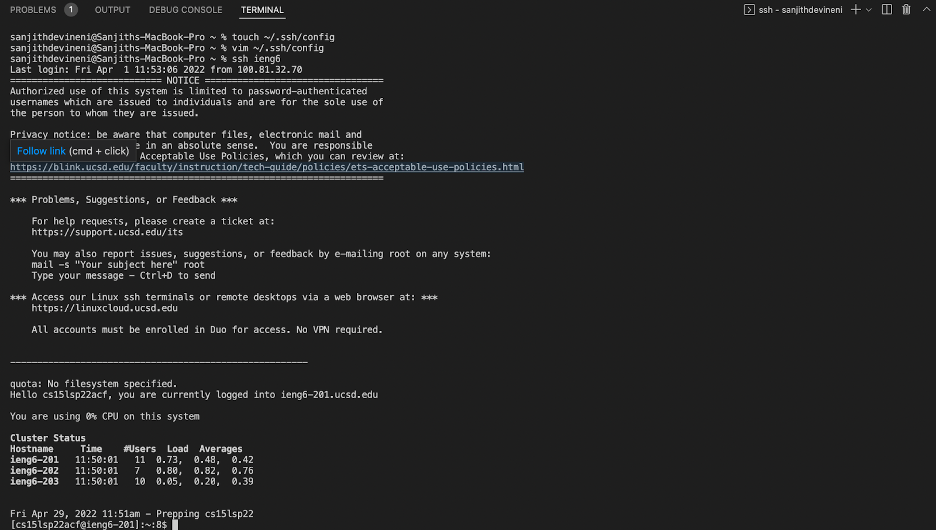 PROBLEMS 1 OUTPUT DEBUG CONSOLE TERMINAL ssh - sanjithdevineni
sanjithdevineni@Sanjiths-MacBook-Pro ~ % touch ~/.ssh/config
sanjithdevineni@Sanjiths-MacBook-Pro ~ % vim ~/.ssh/config
sanjithdevineni@Sanjiths-MacBook-Pro ~ % ssh ieng6
Last login: Fri Apr  1 11:53:06 2022 from 100.81.32.70
============================ NOTICE =================================
Authorized use of this system is limited to password-authenticated
usernames which are issued to individuals and are for the sole use of
the person to whom they are issued.
Privacy notice: be aware that computer files, electronic mail and
e in an absolute sense.  You are responsible
Follow link (cmd + click)
Acceptable Use Policies, which you can review at:
https://blink.ucsd.edu/faculty/instruction/tech-guide/policies/ets-acceptable-use-policies.html
=====================================================================
*** Problems, Suggestions, or Feedback ***
For help requests, please create a ticket at:
https://support.ucsd.edu/its
You may also report issues, suggestions, or feedback by e-mailing root on any system:
mail -s "Your subject here" root
Type your message - Ctrl+D to send
*** Access our Linux ssh terminals or remote desktops via a web browser at: ***
https://linuxcloud.ucsd.edu
All accounts must be enrolled in Duo for access. No VPN required.
-------------------------------------------------------
quota: No filesystem specified.
Hello cs15lsp22acf, you are currently logged into ieng6-201.ucsd.edu
You are using 0% CPU on this system
Cluster Status
Hostname     Time    #Users  Load  Averages
ieng6-201   11:50:01   11  0.73,  0.48,  0.42
ieng6-202   11:50:01   7   0.80,  0.82,  0.76
ieng6-203   11:50:01   10  0.05,  0.20,  0.39
Fri Apr 29, 2022 11:51am - Prepping cs15lsp22
[cs15lsp22acf@ieng6-201]:~:8$